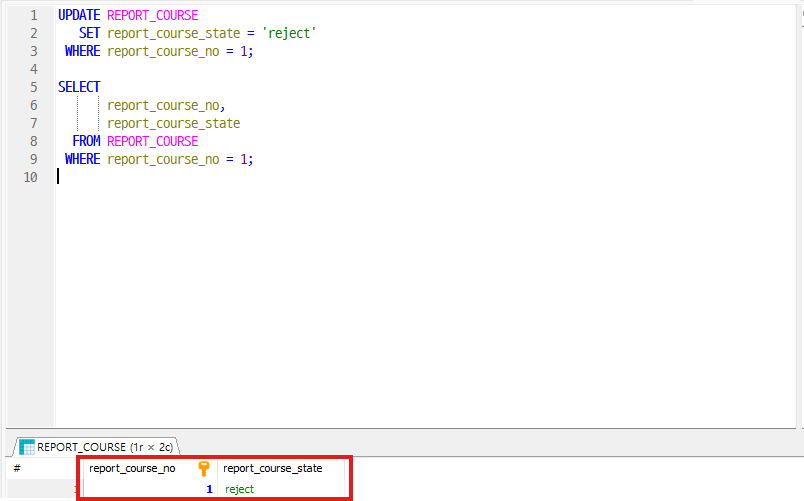 1 UPDATE REPORT_COURSE
2 SET report_course_state = 'reject'
3 WHERE report_course_no = 1;
4
5 SELECT
6 report_course_no,
7 report_course_state
8 FROM REPORT_COURSE
9 WHERE report_course_no = 1;
10
REPORT_COURSE (1r × 2c)
# report_course_no report_course_state
1 1 reject